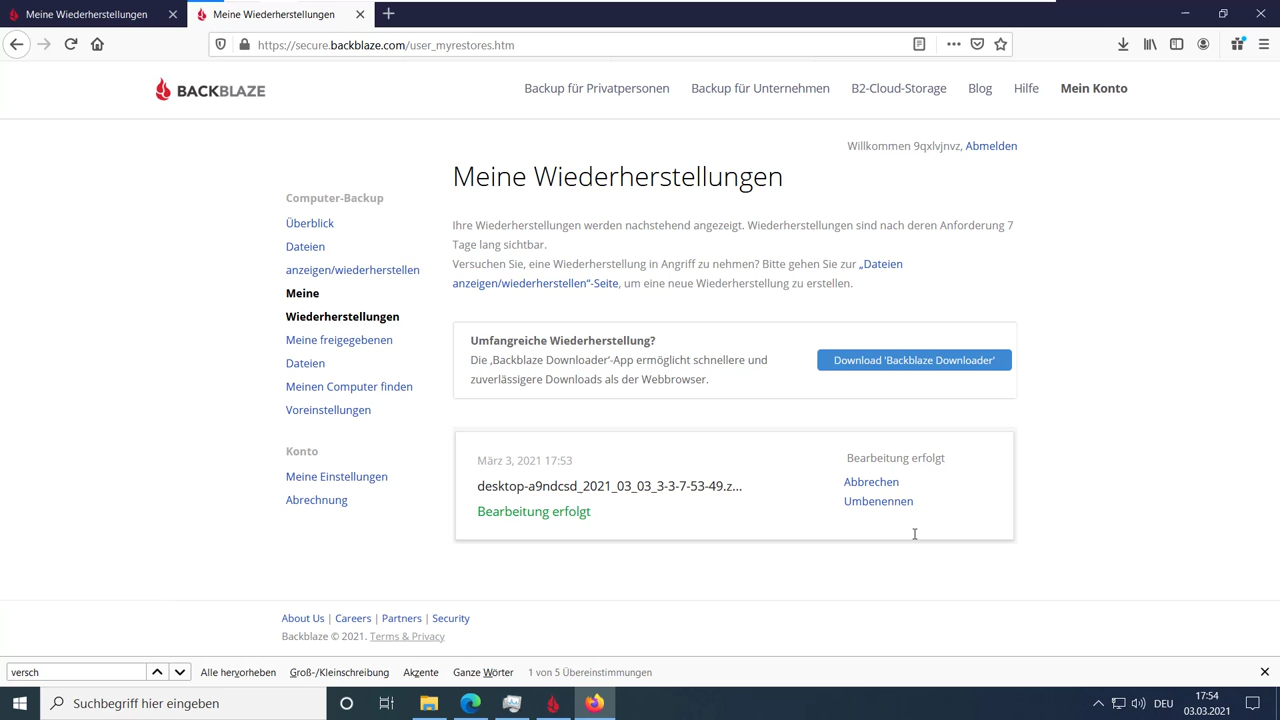 Meine Wiederherstellungen
Meine Wiederherstellungen
https://secure.backblaze.com/user_myrestores.htm
BACKBLAZE
Backup für Privatpersonen
Backup für Unternehmen
B2-Cloud-Storage
Blog
Hilfe
Mein Konto
Willkommen 9qxlvjnvz, Abmelden
Meine Wiederherstellungen
Computer-Backup
Überblick
Dateien
anzeigen/wiederherstellen
Meine
Wiederherstellungen
Meine freigegebenen
Dateien
Meinen Computer finden
Voreinstellungen
Konto
Meine Einstellungen
Abrechnung
Ihre Wiederherstellungen werden nachstehend angezeigt. Wiederherstellungen sind nach deren Anforderung 7
Tage lang sichtbar.
Versuchen Sie, eine Wiederherstellung in Angriff zu nehmen? Bitte gehen Sie zur „Dateien
anzeigen/wiederherstellen“-Seite, um eine neue Wiederherstellung zu erstellen.
Umfangreiche Wiederherstellung?
Die ‚Backblaze Downloader‘-App ermöglicht schnellere und
zuverlässigere Downloads als der Webbrowser.
Download 'Backblaze Downloader'
März 3, 2021 17:53
desktop-a9ndcsd_2021_03_03_3-3-7-53-49.z...
Bearbeitung erfolgt
Bearbeitung erfolgt
Abbrechen
Umbenennen
About Us | Careers | Partners | Security
Backblaze © 2021. Terms & Privacy
versch
Alle hervorheben
Groß-/Kleinschreibung
Akzente
Ganze Wörter
1 von 5 Übereinstimmungen
Suchbegriff hier eingeben
DEU
17:54
03.03.2021